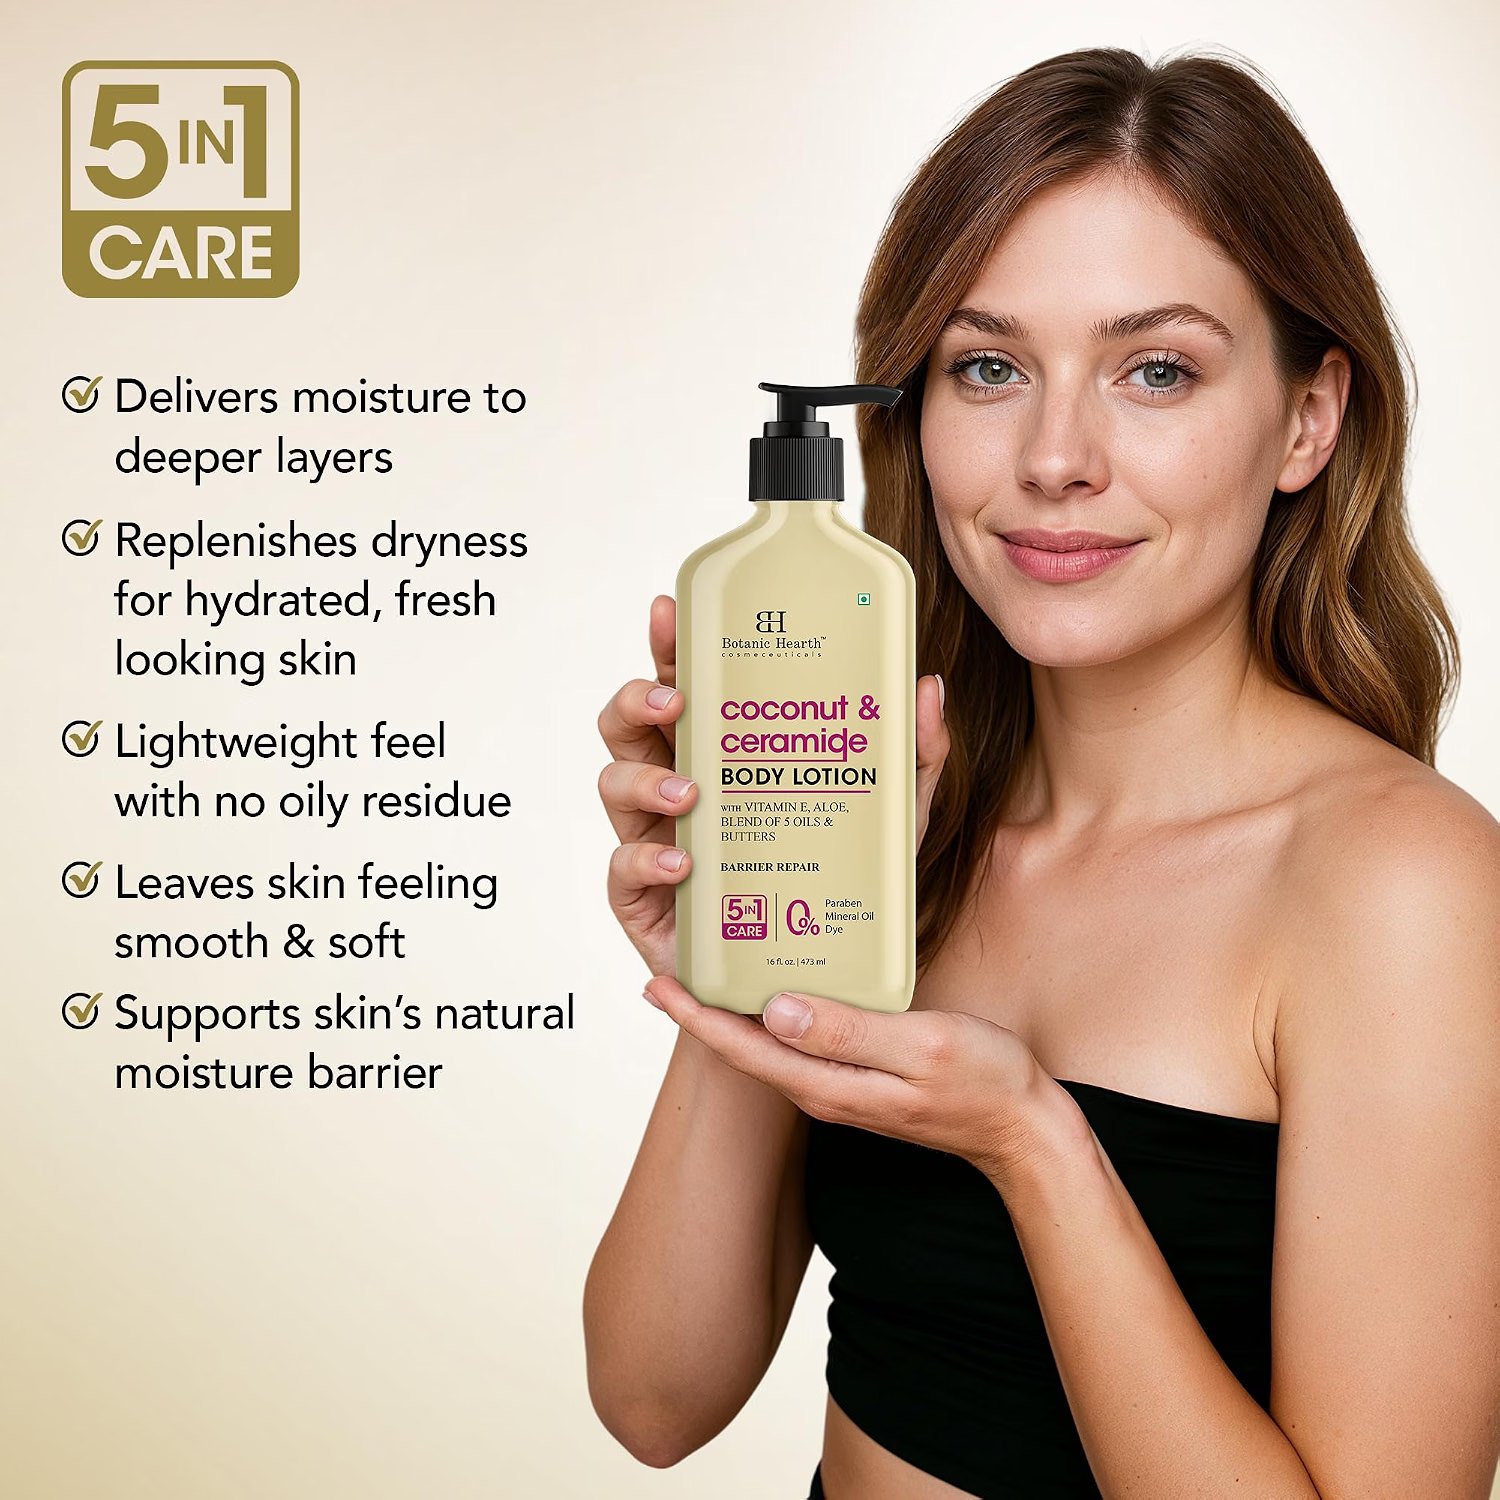 5 IN 1
CARE
Delivers moisture to
deeper layers
Replenishes dryness
for hydrated, fresh
looking skin
Lightweight feel
with no oily residue
Leaves skin feeling
smooth & soft
Supports skin's natural
moisture barrier
BH
Botanic Hearth™
cosmeceuticals
coconut &
ceramide
BODY LOTION
WITH VITAMIN E, ALOE,
BLEND OF 5 OILS &
BUTTERS
BARRIER REPAIR
5 IN 1
CARE
0%
Paraben
Mineral Oil
Dye
16 fl. oz. | 473 ml